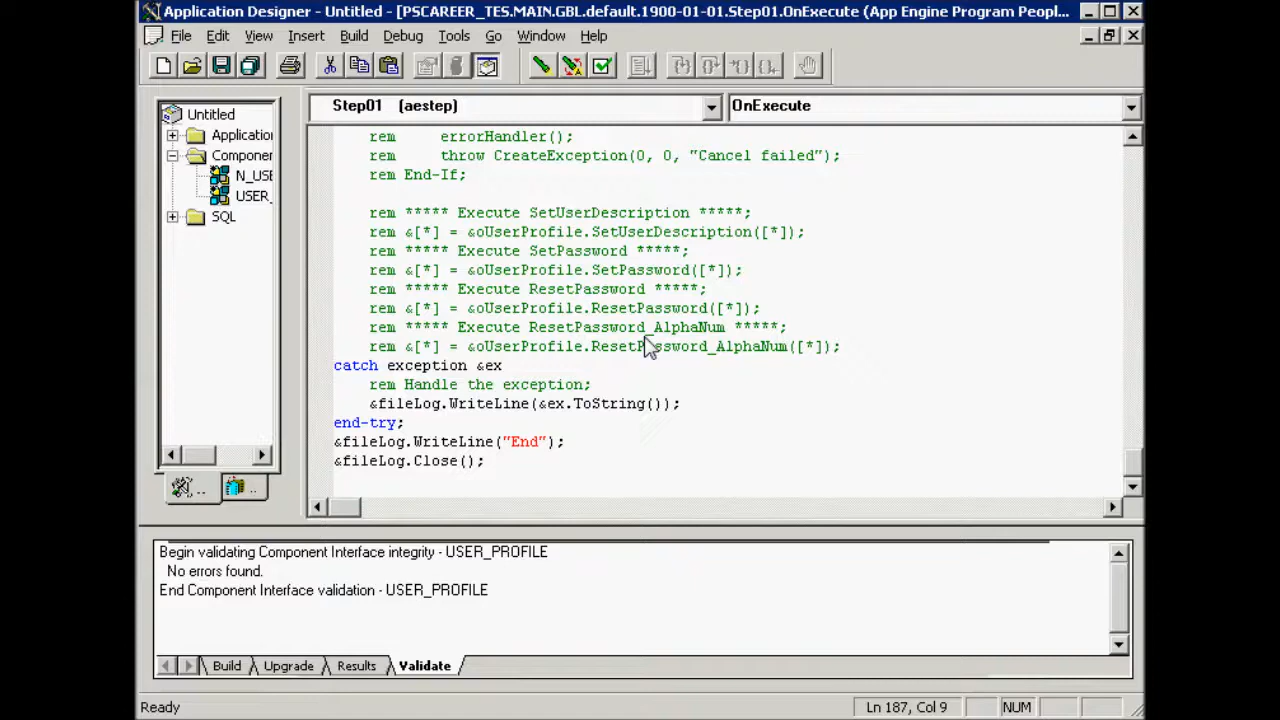 Application Designer - Untitled - [PSCAREER_TES.MAIN.GBL.default.1900-01-01.Step01.OnExecute (App Engine Program Peopl...
File Edit View Insert Build Debug Tools Go Window Help
Step01 (aestep) OnExecute
Untitled
Application
Componer
N_USE
USER_
SQL
rem errorHandler();
rem throw CreateException(0, 0, "Cancel failed");
rem End-If;
rem ***** Execute SetUserDescription *****;
rem &[*] = &oUserProfile.SetUserDescription([*]);
rem ***** Execute SetPassword *****;
rem &[*] = &oUserProfile.SetPassword([*]);
rem ***** Execute ResetPassword *****;
rem &[*] = &oUserProfile.ResetPassword([*]);
rem ***** Execute ResetPassword_AlphaNum *****;
rem &[*] = &oUserProfile.ResetPassword_AlphaNum([*]);
catch exception &ex
rem Handle the exception;
&fileLog.WriteLine(&ex.ToString());
end-try;
&fileLog.WriteLine("End");
&fileLog.Close();
Begin validating Component Interface integrity - USER_PROFILE
No errors found.
End Component Interface validation - USER_PROFILE
Build Upgrade Results Validate
Ready Ln 187, Col 9 NUM